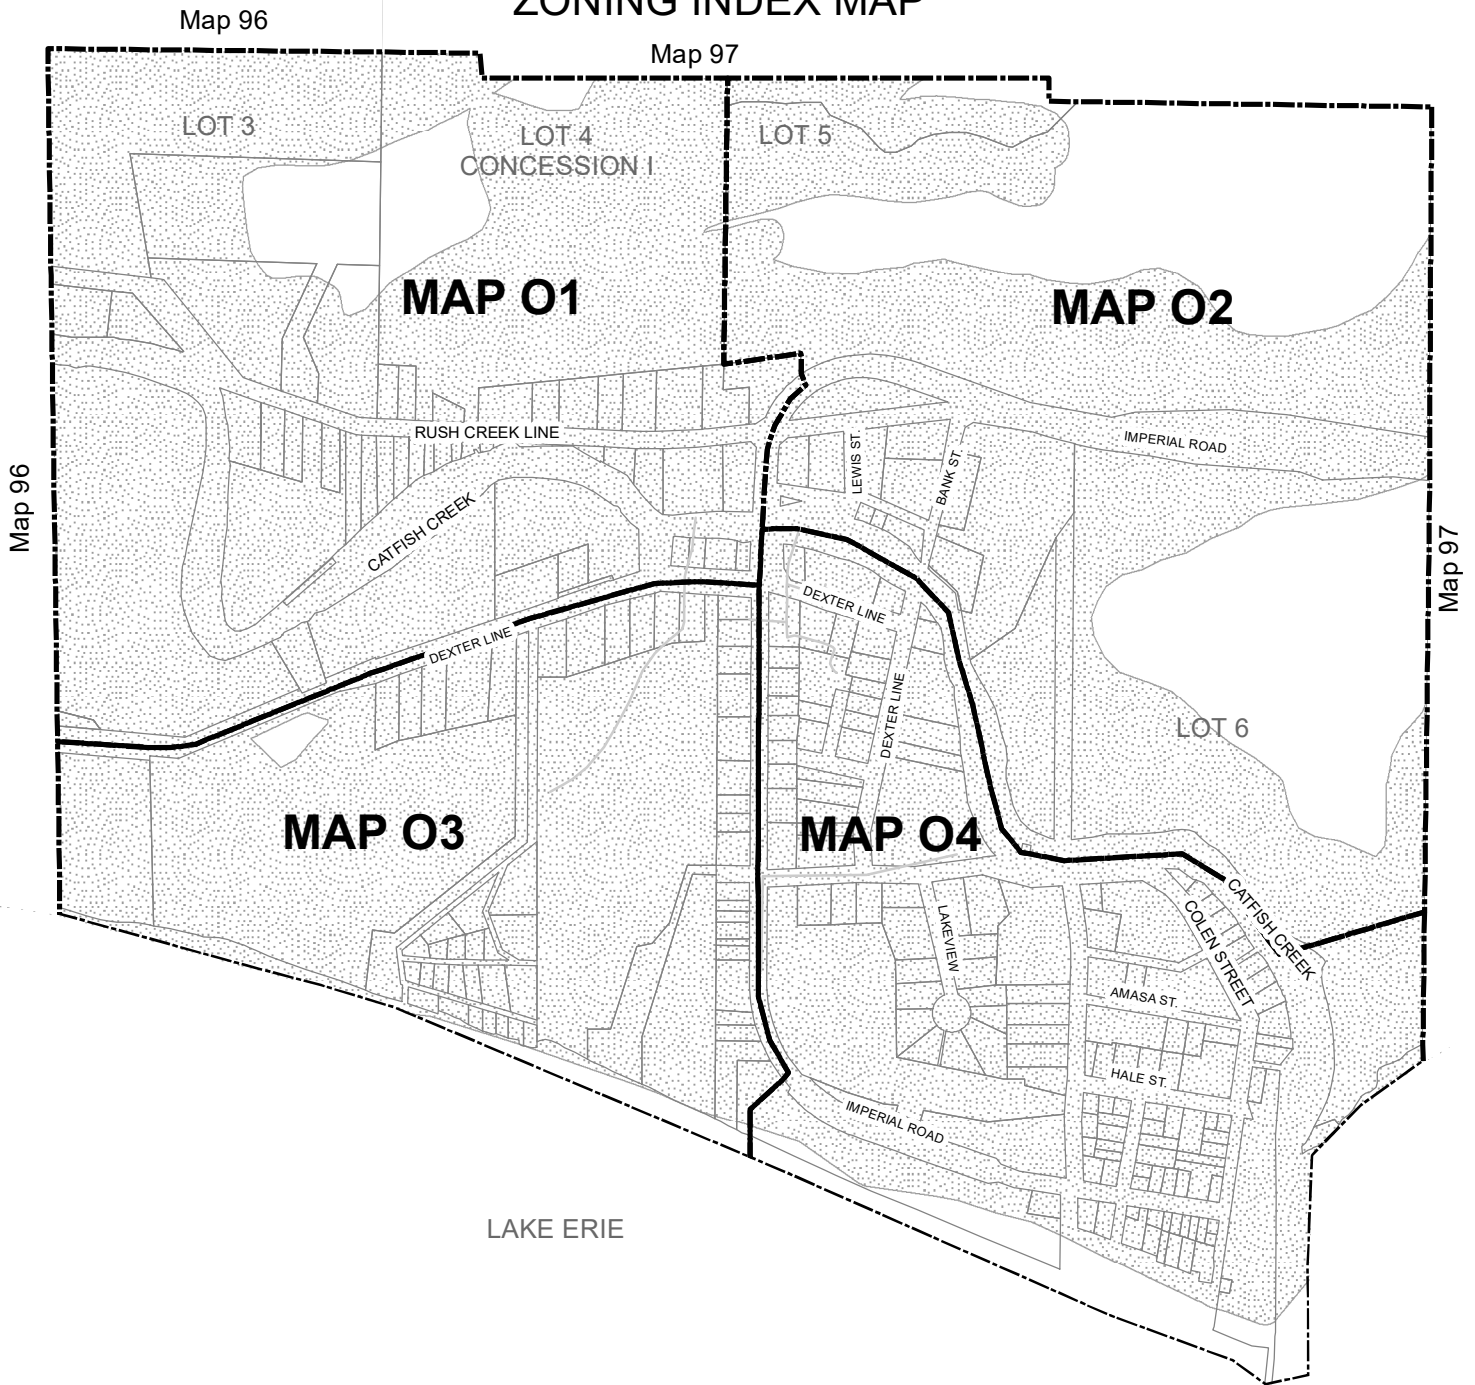 ZONING INDEX MAP
Map 96
Map 97
LOT 3
LOT 4
CONCESSION I
LOT 5
MAP O1
MAP O2
RUSH CREEK LINE
IMPERIAL ROAD
LEWIS ST
BANK ST
Map 96
CATFISH CREEK
Map 97
DEXTER LINE
DEXTER LINE
DEXTER LINE
LOT 6
MAP O3
MAP O4
CATFISH CREEK
COLEN STREET
LAKEVIEW
AMASA ST.
HALE ST.
IMPERIAL ROAD
LAKE ERIE